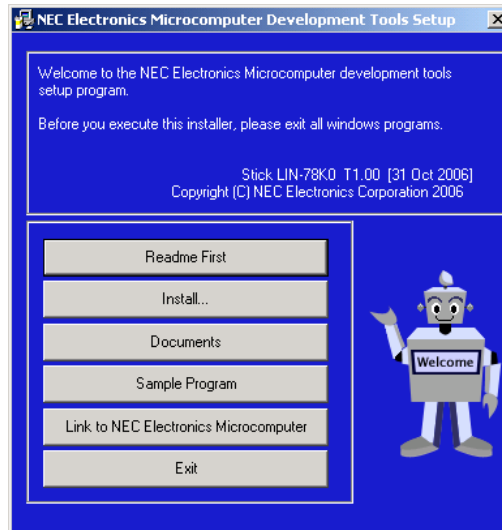 NEC Electronics Microcomputer Development Tools Setup
Welcome to the NEC Electronics Microcomputer development tools
setup program.
Before you execute this installer, please exit all windows programs.
Stick LIN-78K0 T1.00 [31 Oct 2006]
Copyright (C) NEC Electronics Corporation 2006
Readme First
Install...
Documents
Sample Program
Link to NEC Electronics Microcomputer
Exit
Welcome